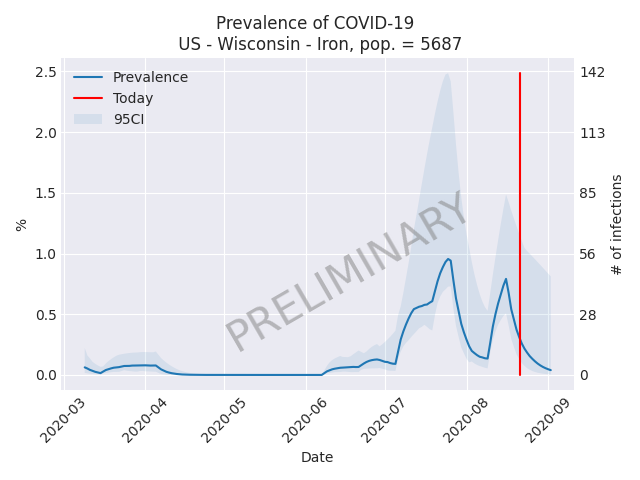 Prevalence of COVID-19
US - Wisconsin - Iron, pop. = 5687
Prevalence
Today
95CI
%
2.5
2.0
1.5
1.0
0.5
0.0
142
113
85
56
28
0
# of infections
PRELIMINARY
2020-03
2020-04
2020-05
2020-06
2020-07
2020-08
2020-09
Date